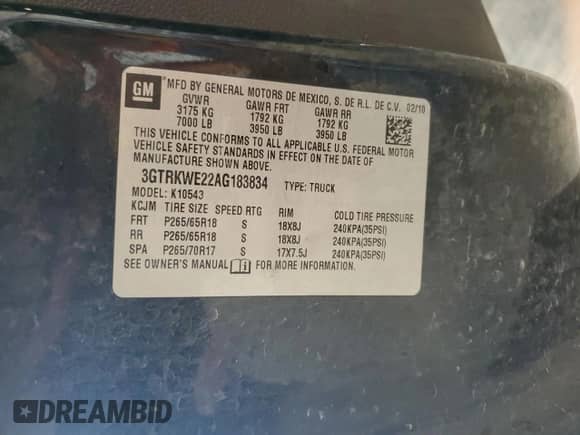 GM MFD BY GENERAL MOTORS DE MEXICO, S. DE R.L. DE C.V. 02/10
GVWR GAWR FRT GAWR RR
3175 KG 1792 KG 1792 KG
7000 LB 3950 LB 3950 LB
THIS VEHICLE CONFORMS TO ALL APPLICABLE U.S. FEDERAL MOTOR
VEHICLE SAFETY STANDARDS IN EFFECT ON THE DATE OF
MANUFACTURE SHOWN ABOVE.
3GTRKWE22AG183834 TYPE: TRUCK
MODEL: K10543
KCJM TIRE SIZE SPEED RTG RIM COLD TIRE PRESSURE
FRT P265/65R18 S 18X8J 240KPA(35PSI)
RR P265/65R18 S 18X8J 240KPA(35PSI)
SPA P265/70R17 S 17X7.5J 240KPA(35PSI)
SEE OWNER'S MANUAL FOR MORE INFORMATION.
DREAMBID